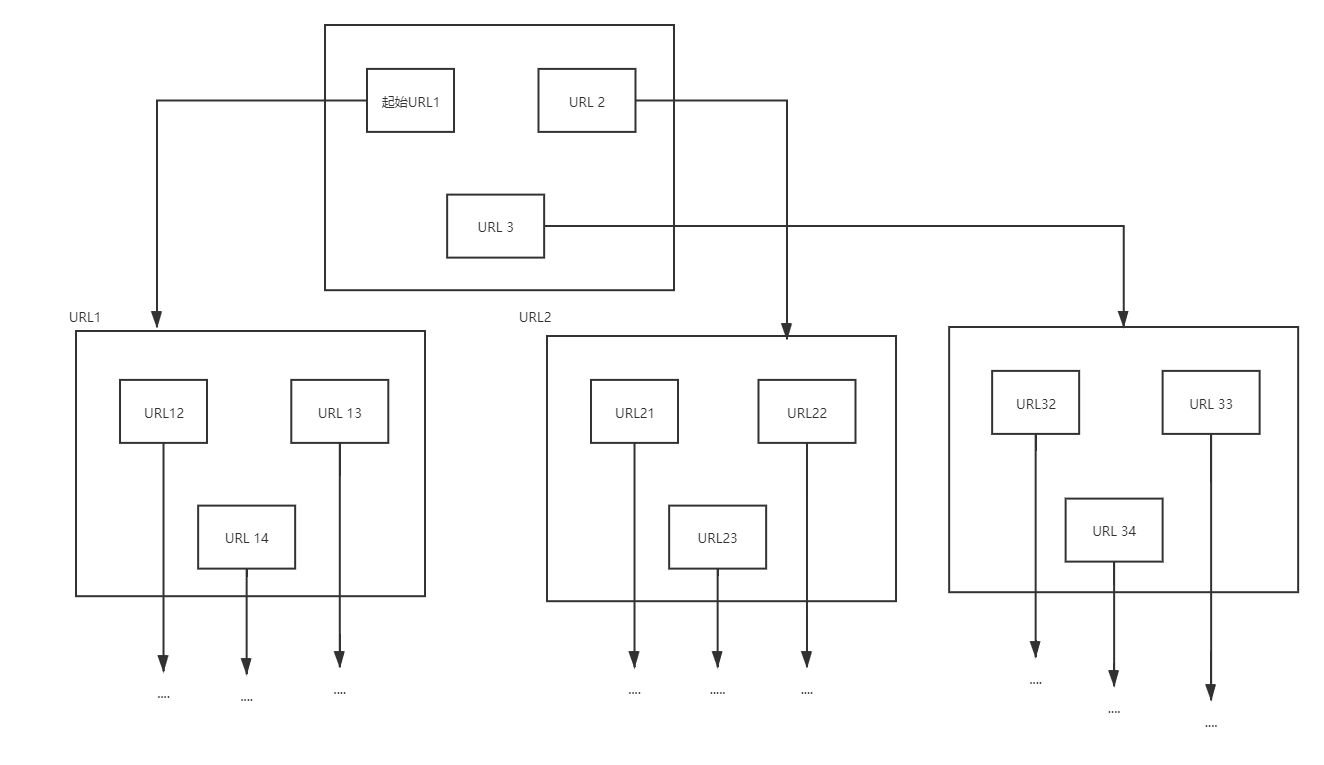 起始URL1
URL 2
URL 3
URL1
URL2
URL12
URL 13
URL 14
URL21
URL22
URL23
URL32
URL 33
URL 34
....
....
....
....
.....
....
....
....
....